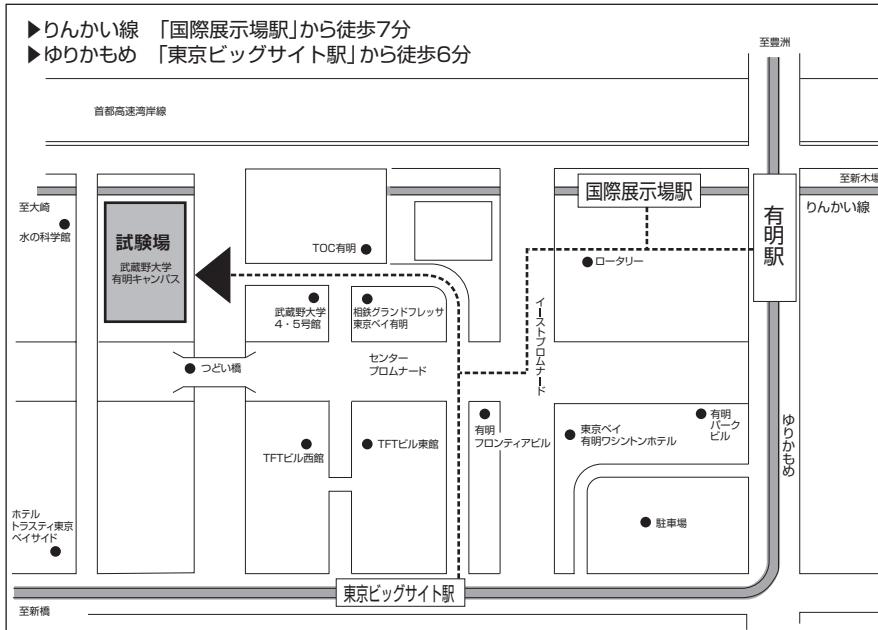 ▶りんかい線 「国際展示場駅」から徒歩7分
▶ゆりかもめ 「東京ビッグサイト駅」から徒歩6分
至豊洲
首都高速湾岸線
至新木場
至大崎
水の科学館
試験場
武蔵野大学
有明キャンパス
TOC有明
国際展示場駅
有明駅
りんかい線
ロータリー
武蔵野大学
4・5号館
相鉄グランドフレッサ
東京ベイ有明
イーストプロムナード
つどい橋
センター
プロムナード
TFTビル西館
TFTビル東館
有明
フロンティアビル
東京ベイ
有明ワシントンホテル
有明
パーク
ビル
ゆりかもめ
ホテル
トラスティ東京
ベイサイド
駐車場
東京ビッグサイト駅
至新橋